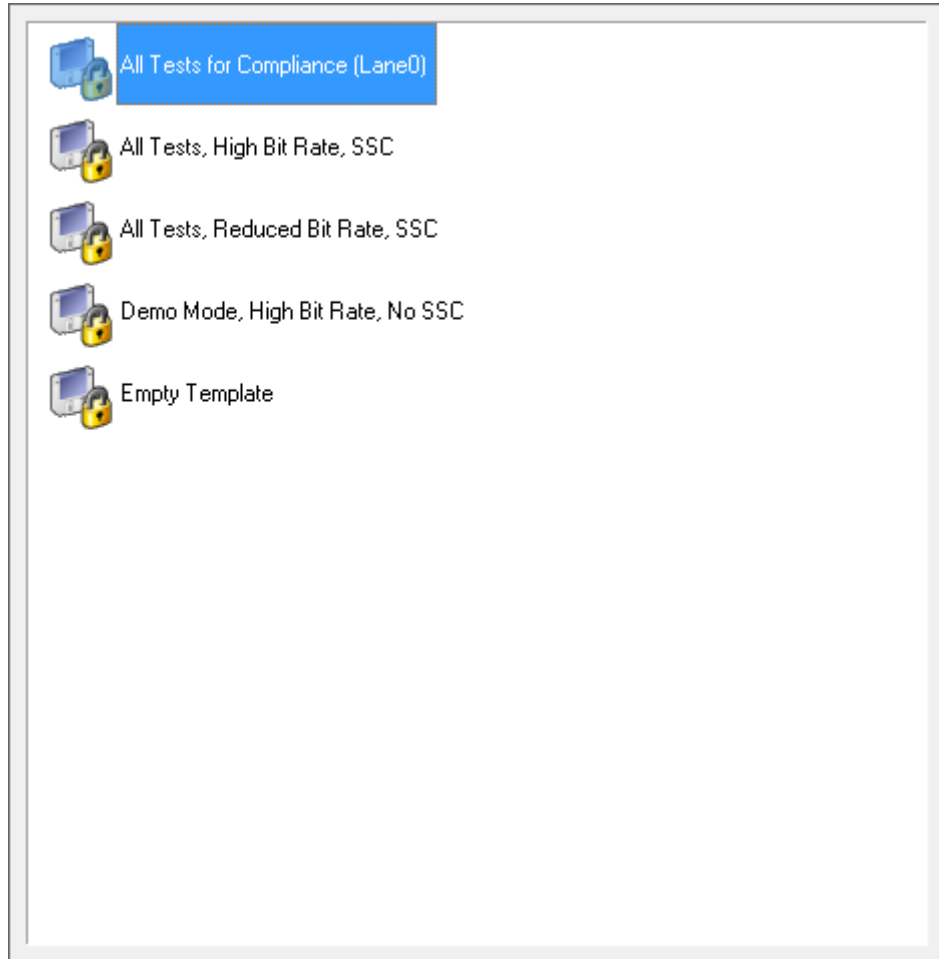 All Tests for Compliance (Lane0)
All Tests, High Bit Rate, SSC
All Tests, Reduced Bit Rate, SSC
Demo Mode, High Bit Rate, No SSC
Empty Template